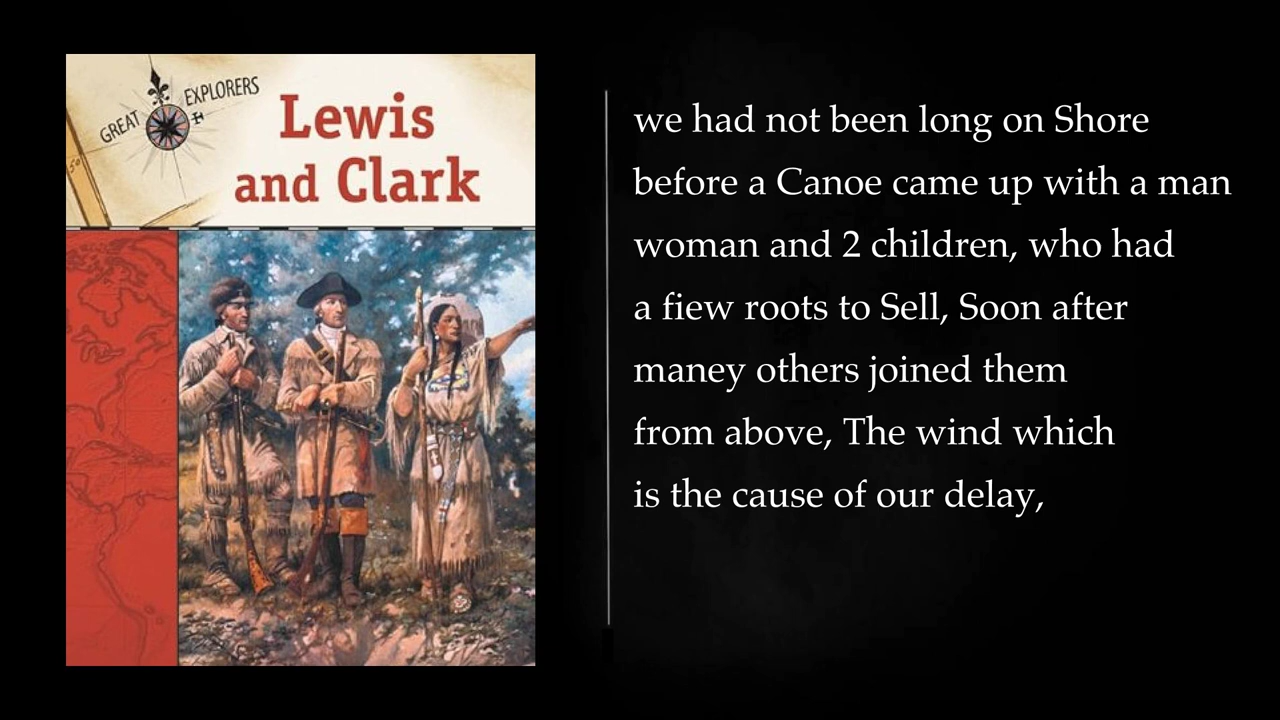 GREAT EXPLORERS
Lewis
and Clark
50
we had not been long on Shore
before a Canoe came up with a man
woman and 2 children, who had
a fiew roots to Sell, Soon after
maney others joined them
from above, The wind which
is the cause of our delay,